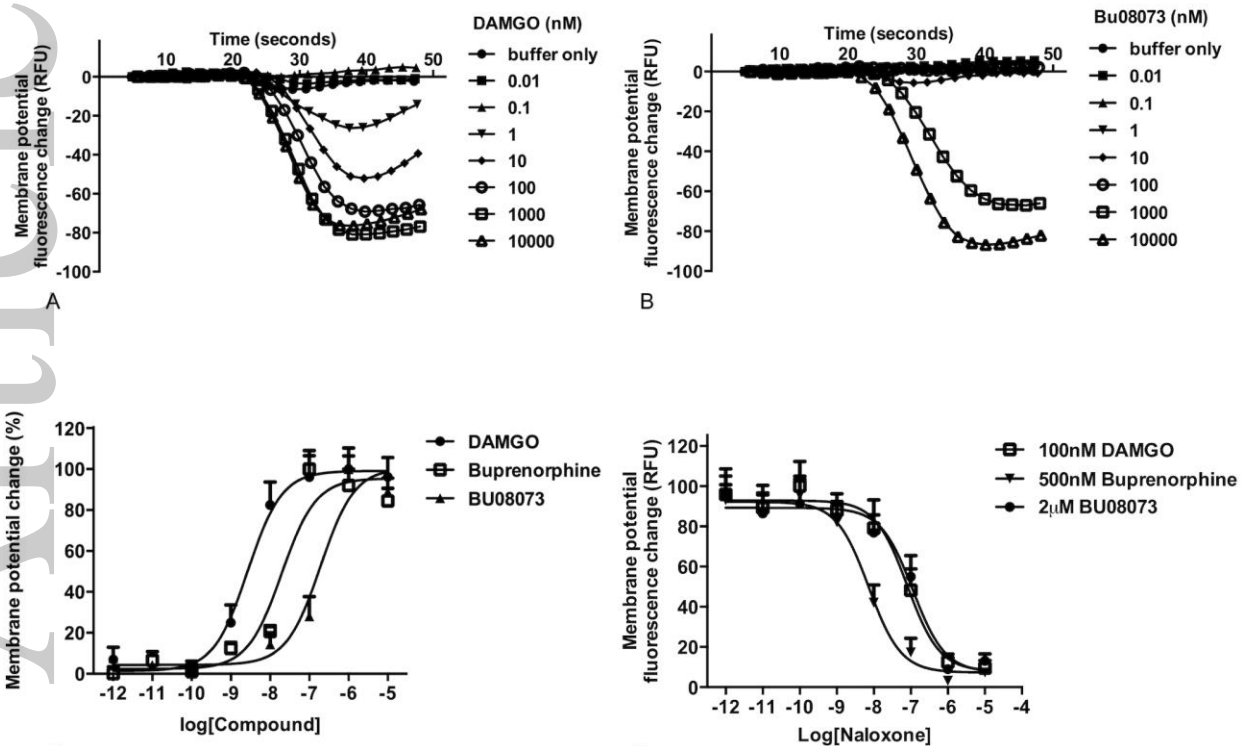 Article
DAMGO (nM)
Time (seconds)
10 20 30 40 50
0
-20
-40
-60
-80
-100
Membrane potential
fluorescence change (RFU)
buffer only
0.01
0.1
1
10
100
1000
10000
A
Bu08073 (nM)
Time (seconds)
10 20 30 40 50
0
-20
-40
-60
-80
-100
Membrane potential
fluorescence change (RFU)
buffer only
0.01
0.1
1
10
100
1000
10000
B
Membrane potential change (%)
120
100
80
60
40
20
0
-12 -11 -10 -9 -8 -7 -6 -5
log[Compound]
DAMGO
Buprenorphine
BU08073
Membrane potential
fluorescence change (RFU)
120
100
80
60
40
20
0
-12 -11 -10 -9 -8 -7 -6 -5 -4
Log[Naloxone]
100nM DAMGO
500nM Buprenorphine
2µM BU08073